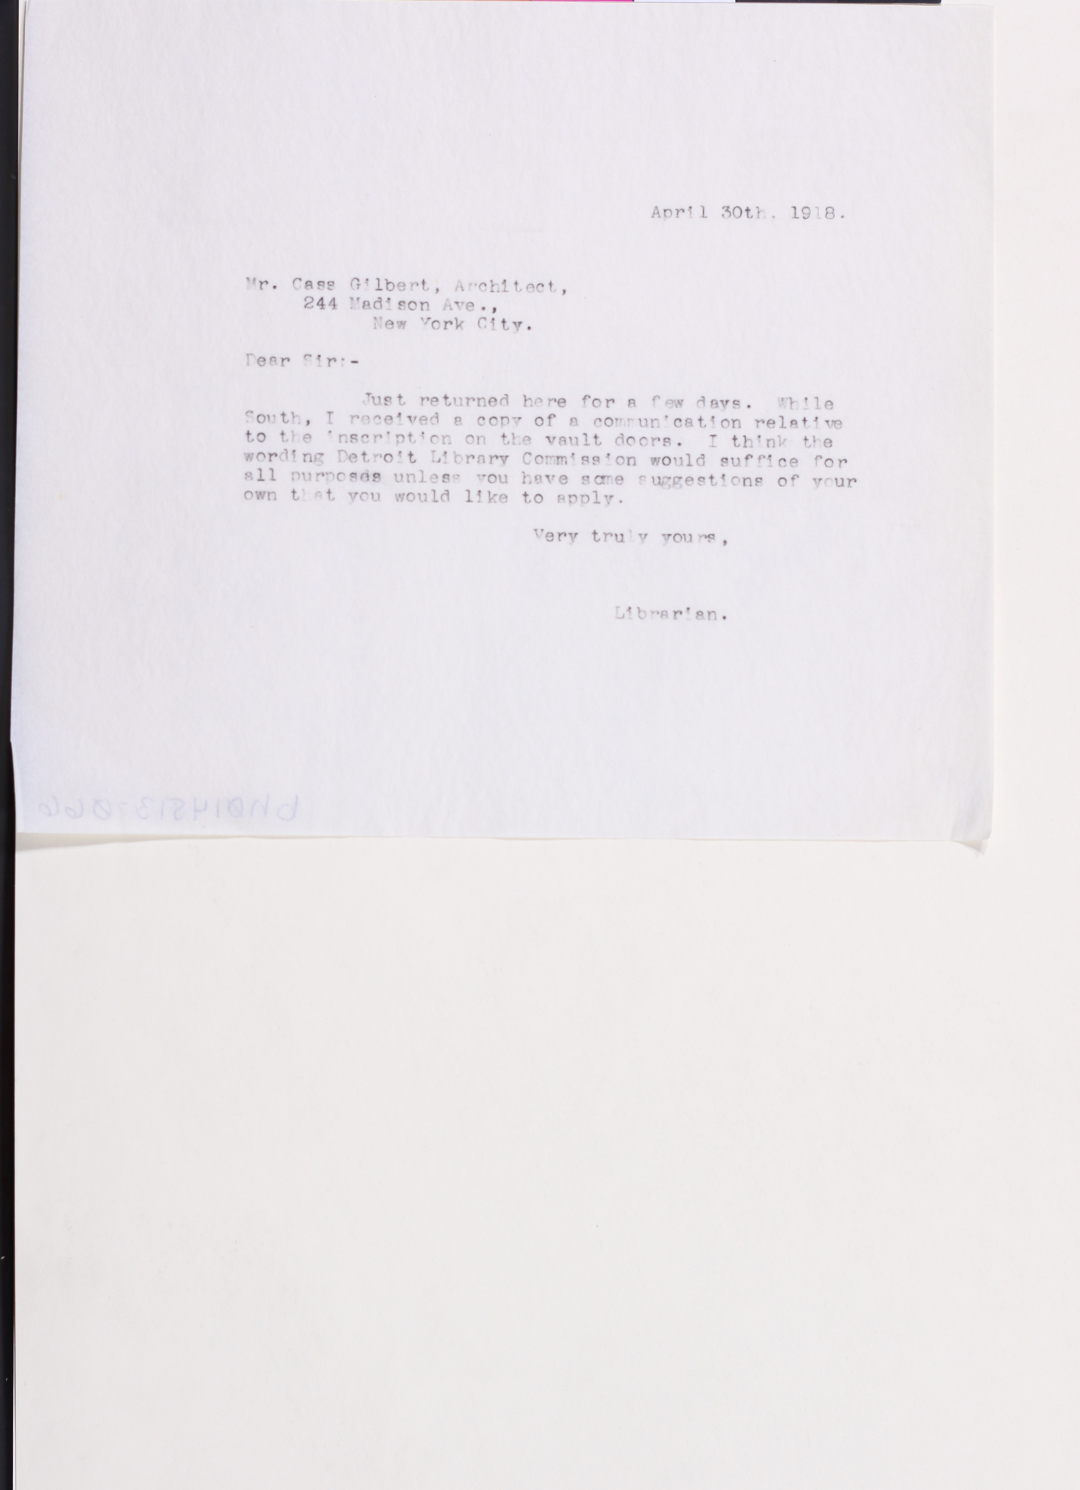 April 30th, 1918.
Mr. Cass Gilbert, Architect,
244 Madison Ave.,
New York City.
Dear Sir:-
Just returned here for a few days. While
South, I received a copy of a communication relative
to the inscription on the vault doors. I think the
wording Detroit Library Commission would suffice for
all purposes unless you have some suggestions of your
own that you would like to apply.
Very truly yours,
Librarian.